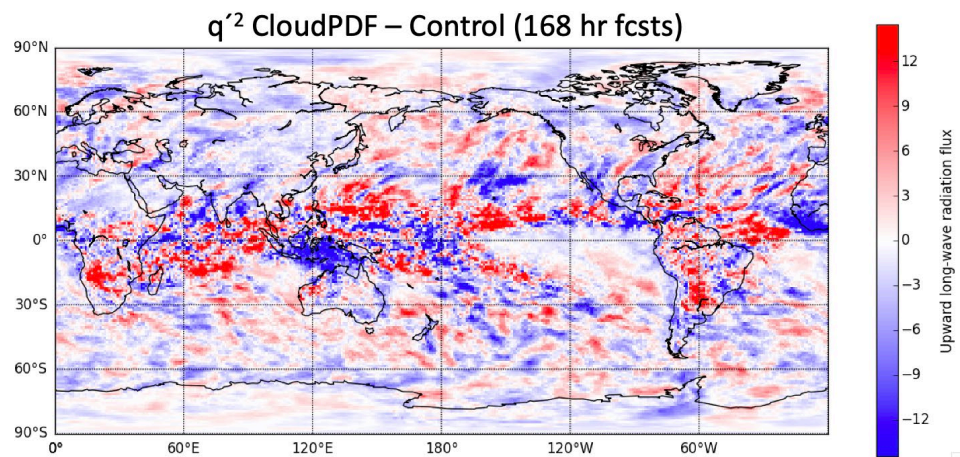 q´² CloudPDF – Control (168 hr fcsts)
90°N
60°N
30°N
0°
30°S
60°S
90°S
0°
60°E
120°E
180°
120°W
60°W
12
9
6
3
0
−3
−6
−9
−12
Upward long-wave radiation flux